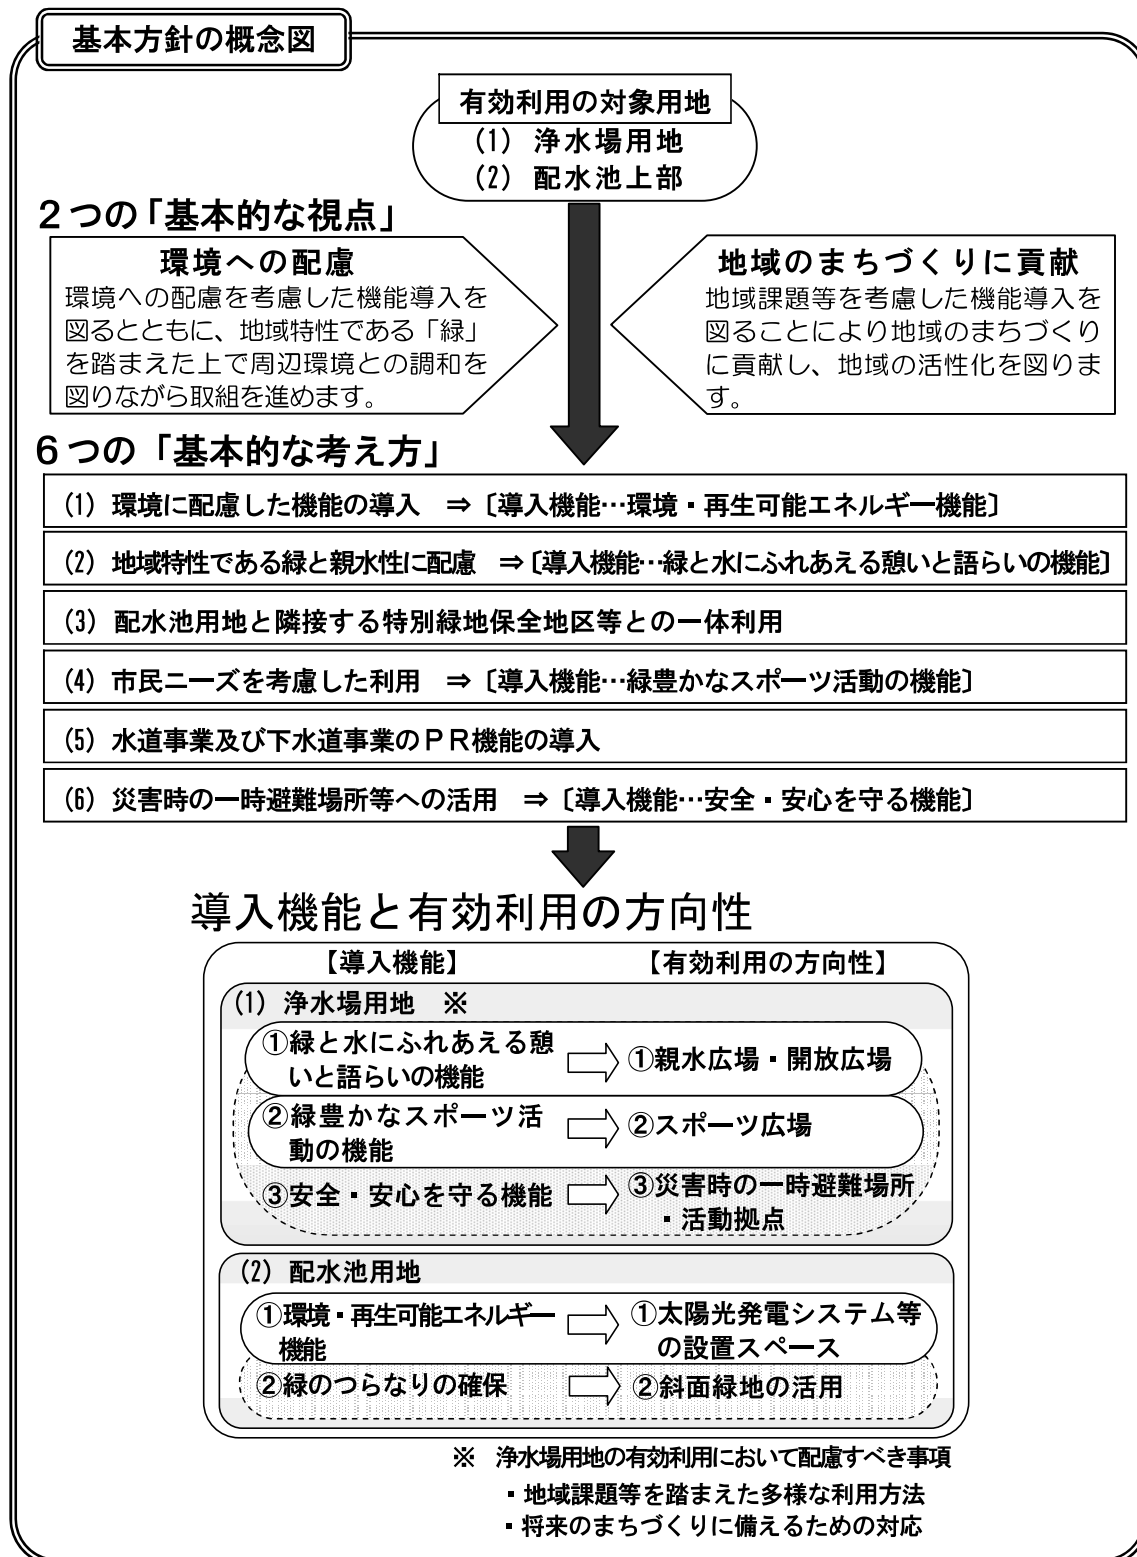 基本方針の概念図
有効利用の対象用地
(1) 浄水場用地
(2) 配水池上部
2つの「基本的な視点」
環境への配慮
環境への配慮を考慮した機能導入を
図るとともに、地域特性である「緑」
を踏まえた上で周辺環境との調和を
図りながら取組を進めます。
地域のまちづくりに貢献
地域課題等を考慮した機能導入を
図ることにより地域のまちづくり
に貢献し、地域の活性化を図りま
す。
6つの「基本的な考え方」
(1) 環境に配慮した機能の導入 ⇒〔導入機能…環境・再生可能エネルギー機能〕
(2) 地域特性である緑と親水性に配慮 ⇒〔導入機能…緑と水にふれあえる憩いと語らいの機能〕
(3) 配水池用地と隣接する特別緑地保全地区等との一体利用
(4) 市民ニーズを考慮した利用 ⇒〔導入機能…緑豊かなスポーツ活動の機能〕
(5) 水道事業及び下水道事業のPR機能の導入
(6) 災害時の一時避難場所等への活用 ⇒〔導入機能…安全・安心を守る機能〕
導入機能と有効利用の方向性
【導入機能】 【有効利用の方向性】
(1) 浄水場用地 ※
①緑と水にふれあえる憩
いと語らいの機能
①親水広場・開放広場
②緑豊かなスポーツ活
動の機能
②スポーツ広場
③安全・安心を守る機能
③災害時の一時避難場所
・活動拠点
(2) 配水池用地
①環境・再生可能エネルギー
機能
①太陽光発電システム等
の設置スペース
②緑のつらなりの確保
②斜面緑地の活用
※ 浄水場用地の有効利用において配慮すべき事項
・地域課題等を踏まえた多様な利用方法
・将来のまちづくりに備えるための対応